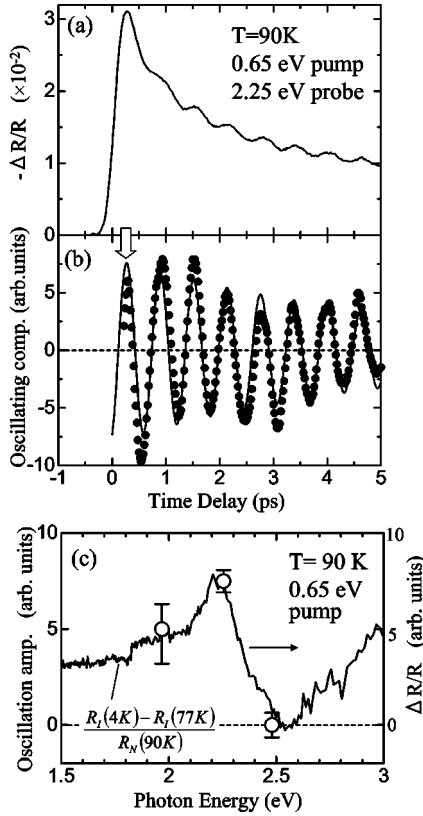 (a)
T=90K
0.65 eV pump
2.25 eV probe
-ΔR/R (×10⁻²)
3
2
1
0
(b)
Oscillating comp. (arb.units)
5
0
-5
-10
-1 0 1 2 3 4 5
Time Delay (ps)
(c)
T= 90 K
0.65 eV
pump
Oscillation amp. (arb. units)
10
5
0
R_I(4K)−R_I(77K)
R_N(90K)
10
5
0
ΔR/R (arb. units)
1.5 2 2.5 3
Photon Energy (eV)